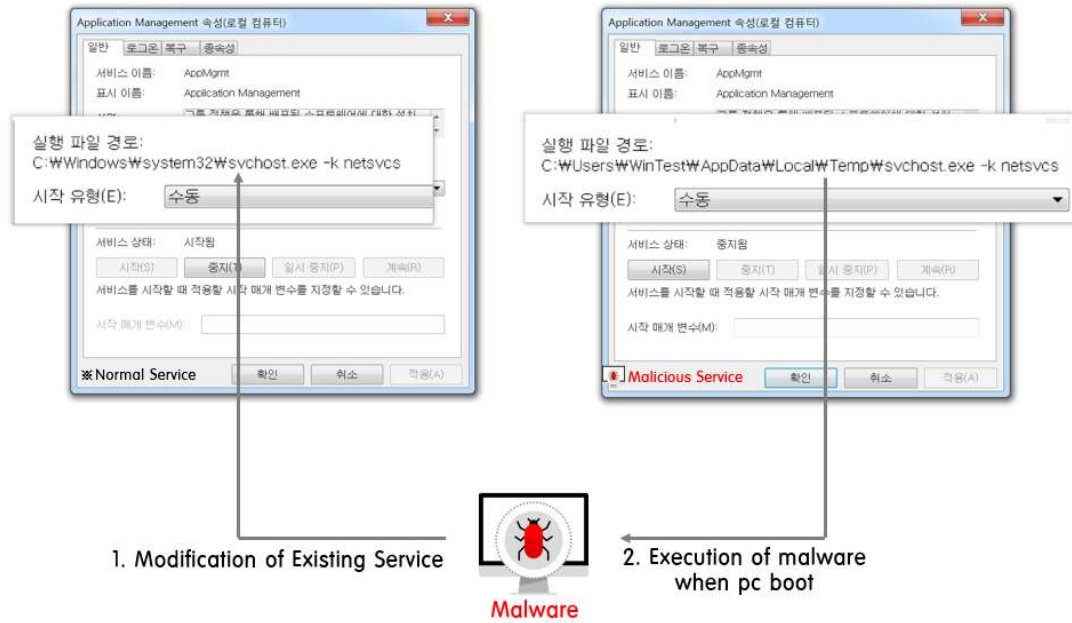 Application Management 속성(로컬 컴퓨터)
일반 로그온 복구 종속성
서비스 이름: AppMgmt
표시 이름: Application Management
실행 파일 경로:
C:₩Windows₩system32₩svchost.exe -k netsvcs
시작 유형(E): 수동
서비스 상태: 시작됨
시작(S) 중지(T) 일시 중지(P) 계속(R)
서비스를 시작할 때 적용할 시작 매개 변수를 지정할 수 있습니다.
시작 매개 변수(M):
※Normal Service 확인 취소 적용(A)
Application Management 속성(로컬 컴퓨터)
일반 로그온 복구 종속성
서비스 이름: AppMgmt
표시 이름: Application Management
실행 파일 경로:
C:₩Users₩WinTest₩AppData₩Local₩Temp₩svchost.exe -k netsvcs
시작 유형(E): 수동
서비스 상태: 중지됨
시작(S) 중지(T) 일시 중지(P) 계속(R)
서비스를 시작할 때 적용할 시작 매개 변수를 지정할 수 있습니다.
시작 매개 변수(M):
Malicious Service 확인 취소 적용(A)
1. Modification of Existing Service
2. Execution of malware
when pc boot
Malware